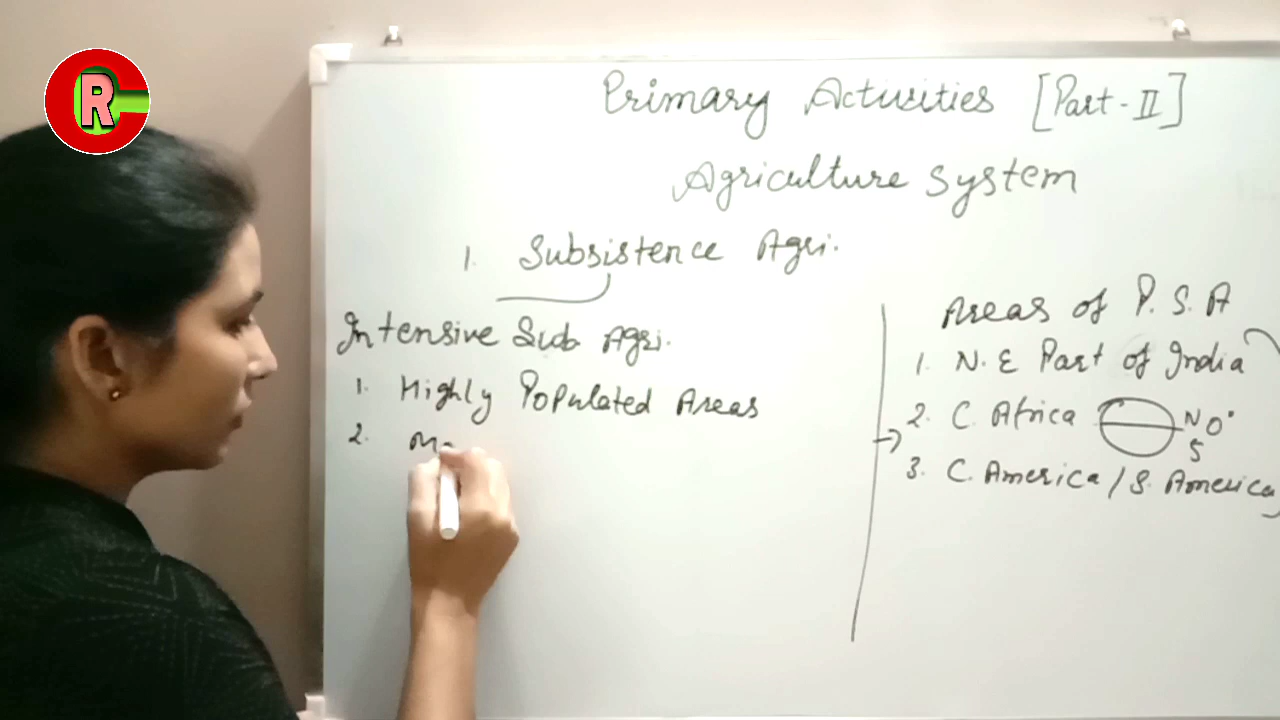 CR
Primary Activities [Part-II]
Agriculture System
1. Subsistence Agri.
Intensive Sub Agri.
1. Highly Populated Areas
2.
Areas of P. S. A
1. N. E Part of India
2. C. Africa N 0° S
3. C. America / S. America